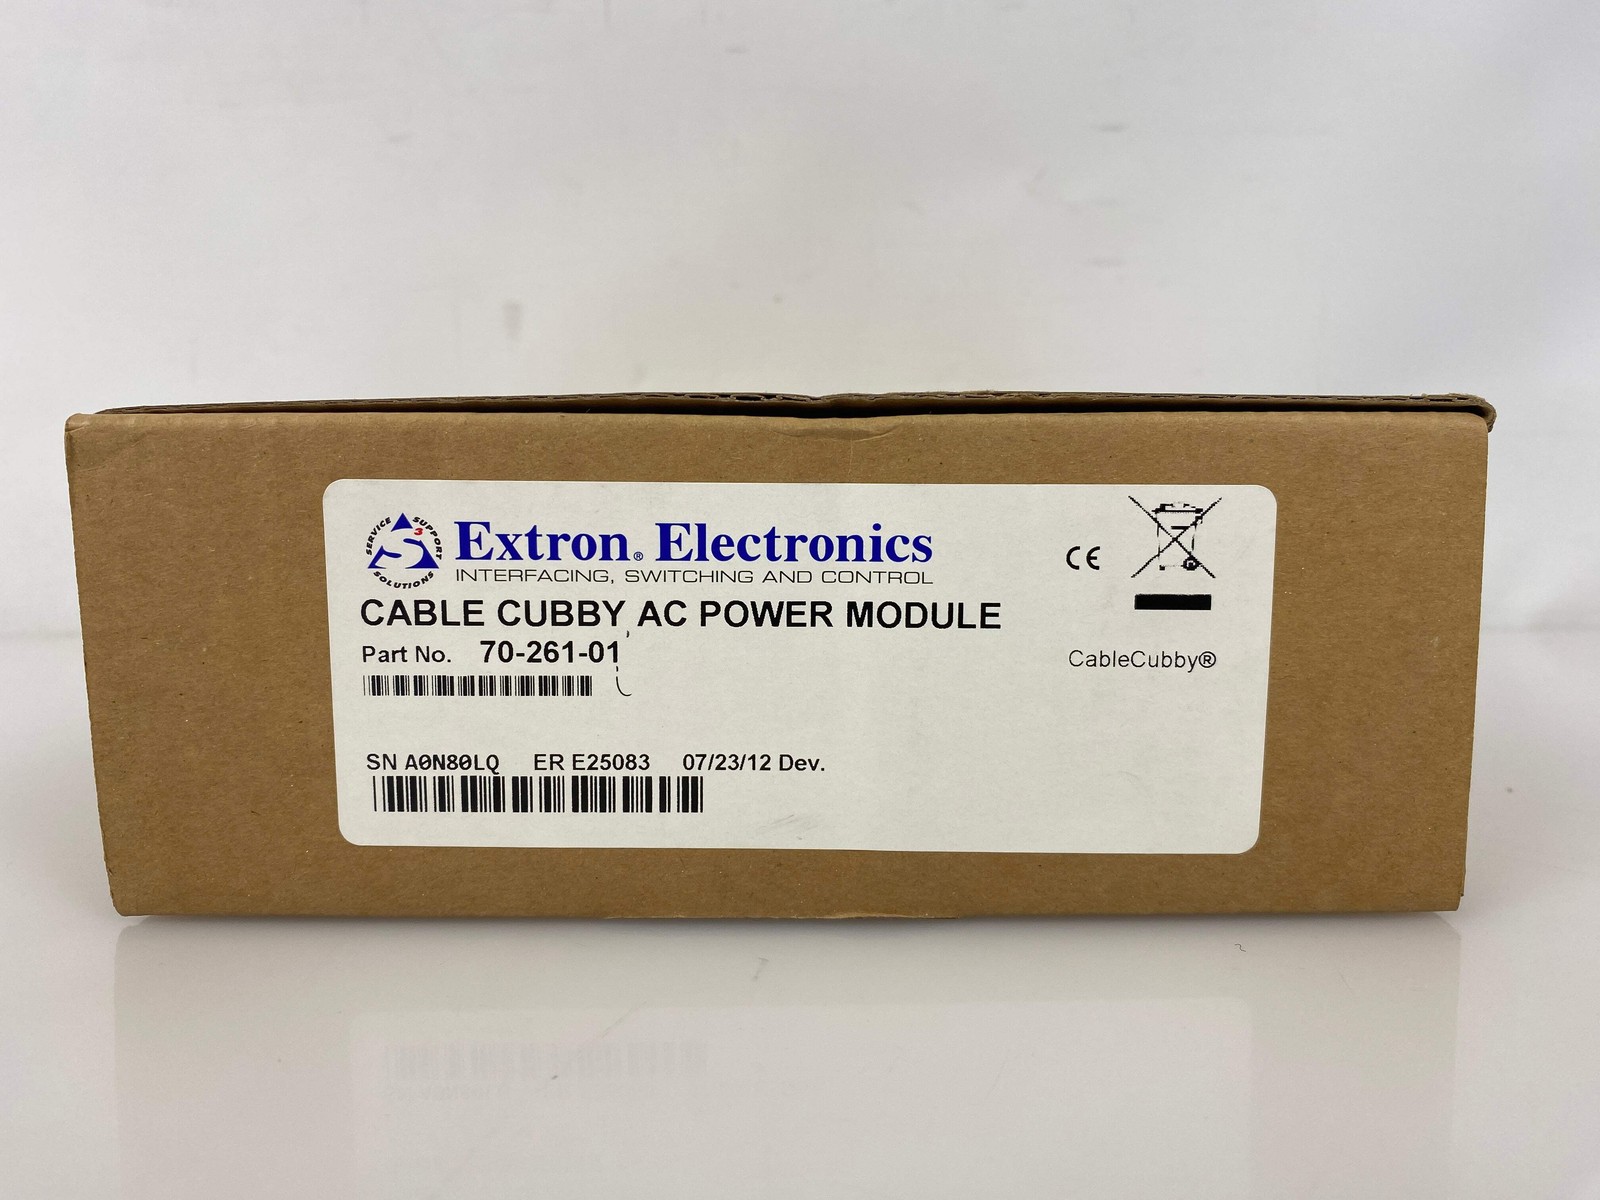 SERVICE SUPPORT SOLUTIONS
S3
Extron® Electronics
INTERFACING, SWITCHING AND CONTROL
CE
CABLE CUBBY AC POWER MODULE
Part No. 70-261-01
CableCubby®
SN A0N80LQ ER E25083 07/23/12 Dev.